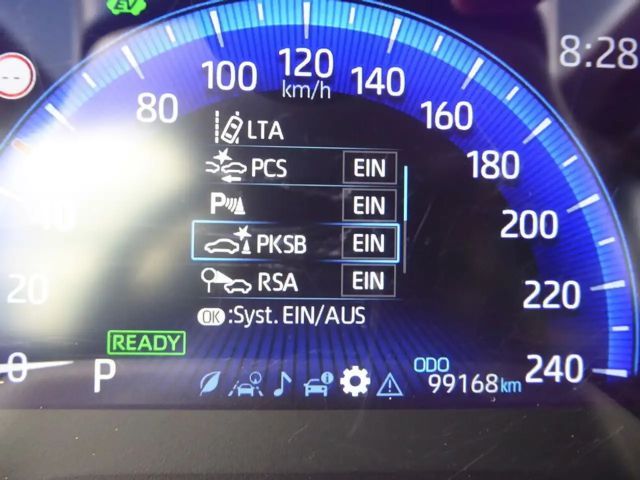 EV
8:28
--
0
20
40
80
100
120
140
160
180
200
220
240
km/h
LTA
PCS EIN
P EIN
PKSB EIN
RSA EIN
OK :Syst. EIN/AUS
READY
P
ODO
99168 km